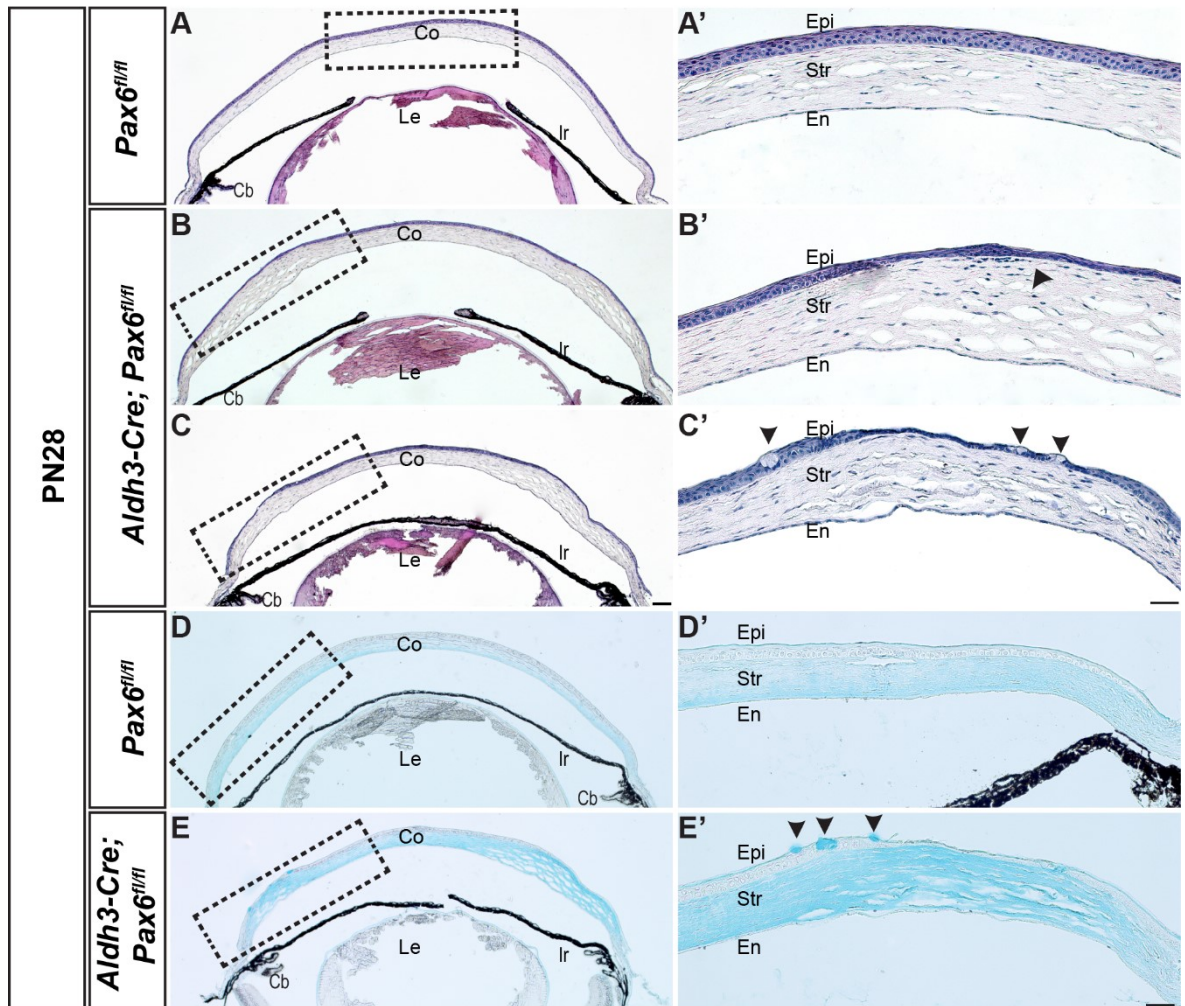 PN28
Pax6fl/fl
Aldh3-Cre; Pax6fl/fl
Pax6fl/fl
Aldh3-Cre;
Pax6fl/fl
A
Co
Le
Ir
Cb
A’
Epi
Str
En
B
Co
Le
Ir
Cb
B’
Epi
Str
En
C
Co
Le
Ir
Cb
C’
Epi
Str
En
D
Co
Le
Ir
Cb
D’
Epi
Str
En
E
Co
Le
Ir
Cb
E’
Epi
Str
En